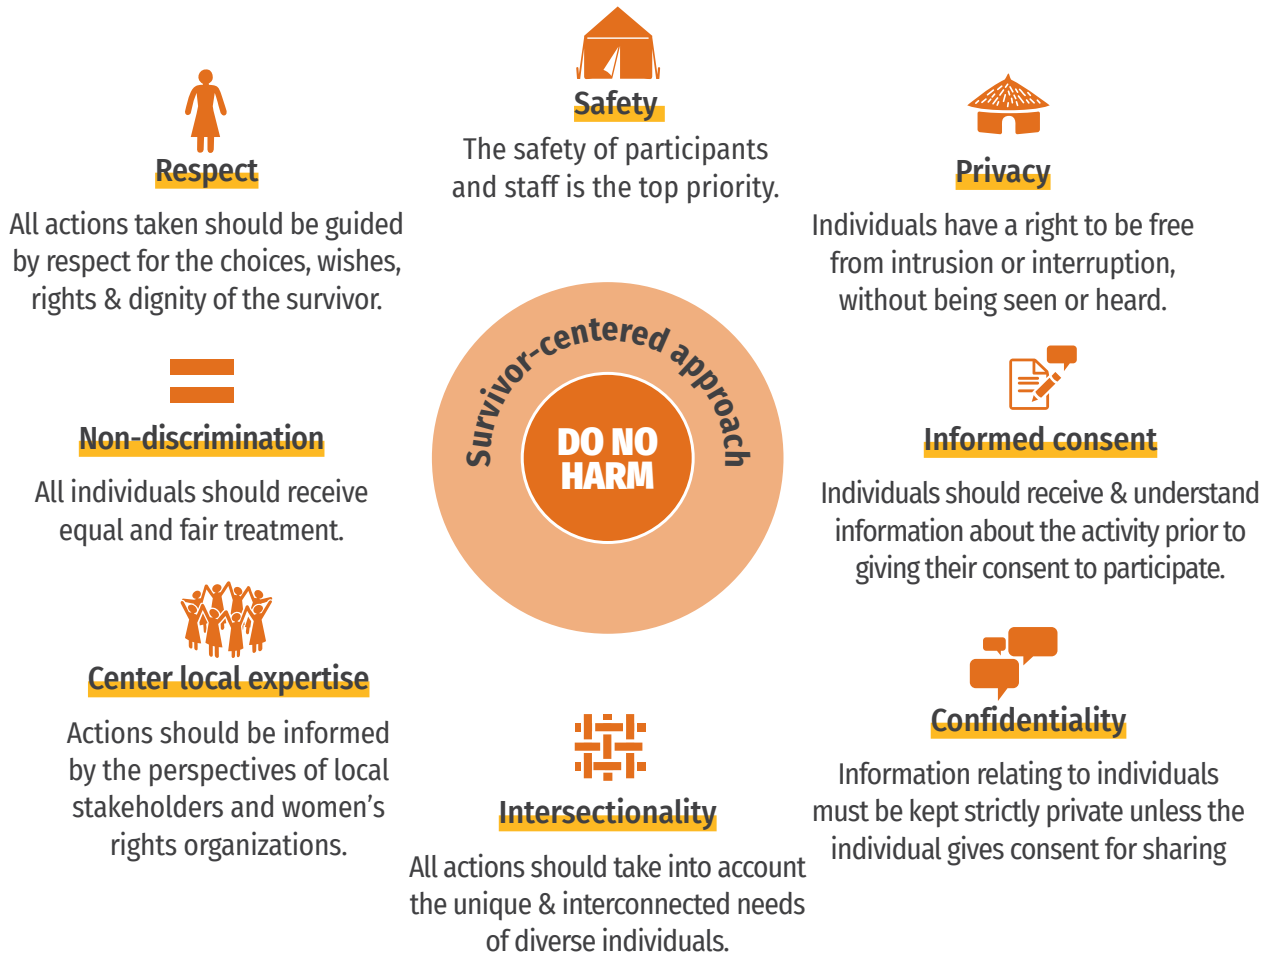 Safety
The safety of participants
and staff is the top priority.
Respect
All actions taken should be guided
by respect for the choices, wishes,
rights & dignity of the survivor.
Privacy
Individuals have a right to be free
from intrusion or interruption,
without being seen or heard.
Survivor-centered approach
DO NO
HARM
Non-discrimination
All individuals should receive
equal and fair treatment.
Informed consent
Individuals should receive & understand
information about the activity prior to
giving their consent to participate.
Center local expertise
Actions should be informed
by the perspectives of local
stakeholders and women’s
rights organizations.
Intersectionality
All actions should take into account
the unique & interconnected needs
of diverse individuals.
Confidentiality
Information relating to individuals
must be kept strictly private unless the
individual gives consent for sharing